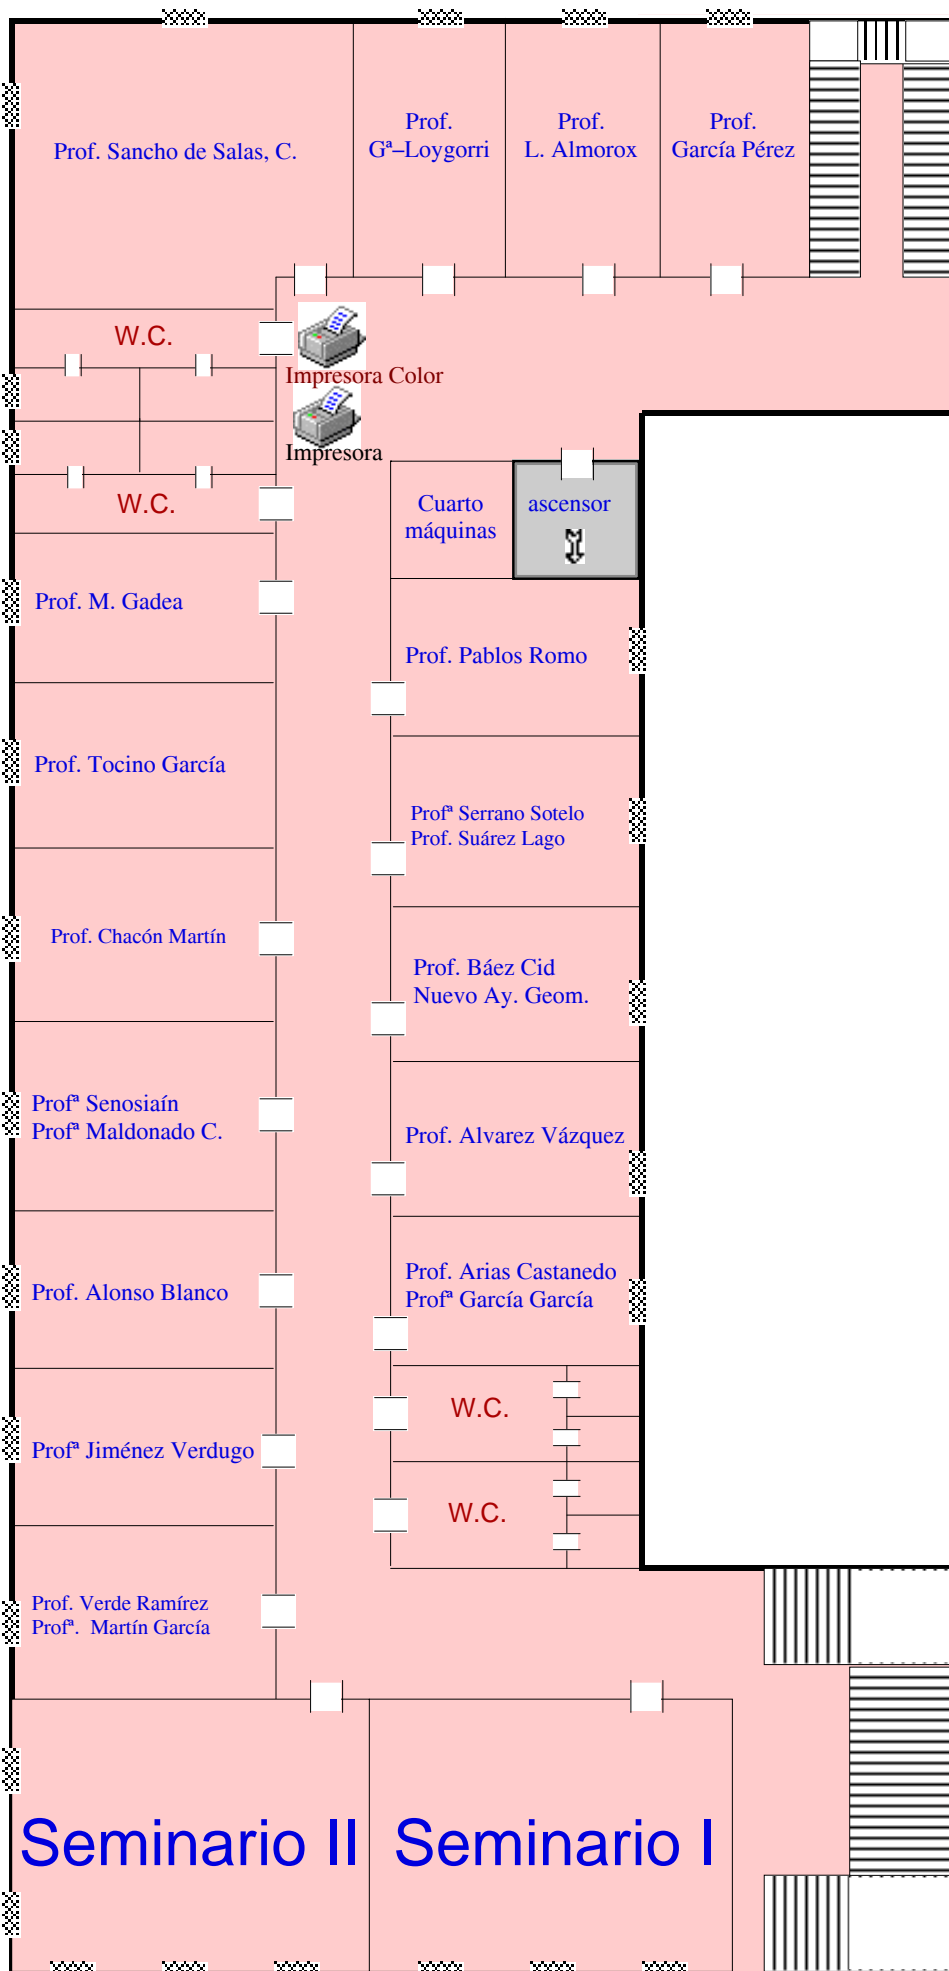 Prof. Sancho de Salas, C.
Prof.
Gª–Loygorri
Prof.
L. Almorox
Prof.
García Pérez
W.C.
Impresora Color
Impresora
W.C.
Cuarto
máquinas
ascensor
Prof. M. Gadea
Prof. Pablos Romo
Prof. Tocino García
Profª Serrano Sotelo
Prof. Suárez Lago
Prof. Chacón Martín
Prof. Báez Cid
Nuevo Ay. Geom.
Profª Senosiaín
Profª Maldonado C.
Prof. Alvarez Vázquez
Prof. Alonso Blanco
Prof. Arias Castanedo
Profª García García
W.C.
Profª Jiménez Verdugo
W.C.
Prof. Verde Ramírez
Profª. Martín García
Seminario II
Seminario I